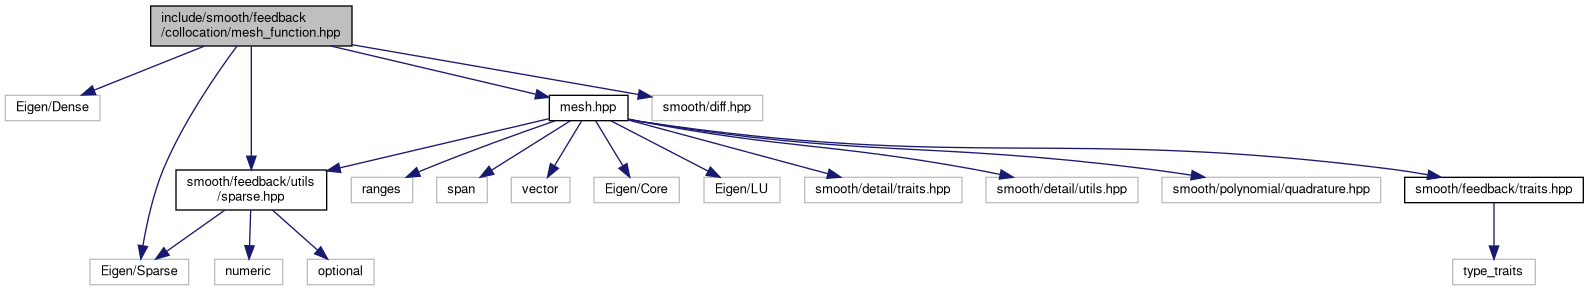 include/smooth/feedback
/collocation/mesh_function.hpp
Eigen/Dense
mesh.hpp
smooth/diff.hpp
smooth/feedback/utils
/sparse.hpp
ranges
span
vector
Eigen/Core
Eigen/LU
smooth/detail/traits.hpp
smooth/detail/utils.hpp
smooth/polynomial/quadrature.hpp
smooth/feedback/traits.hpp
Eigen/Sparse
numeric
optional
type_traits